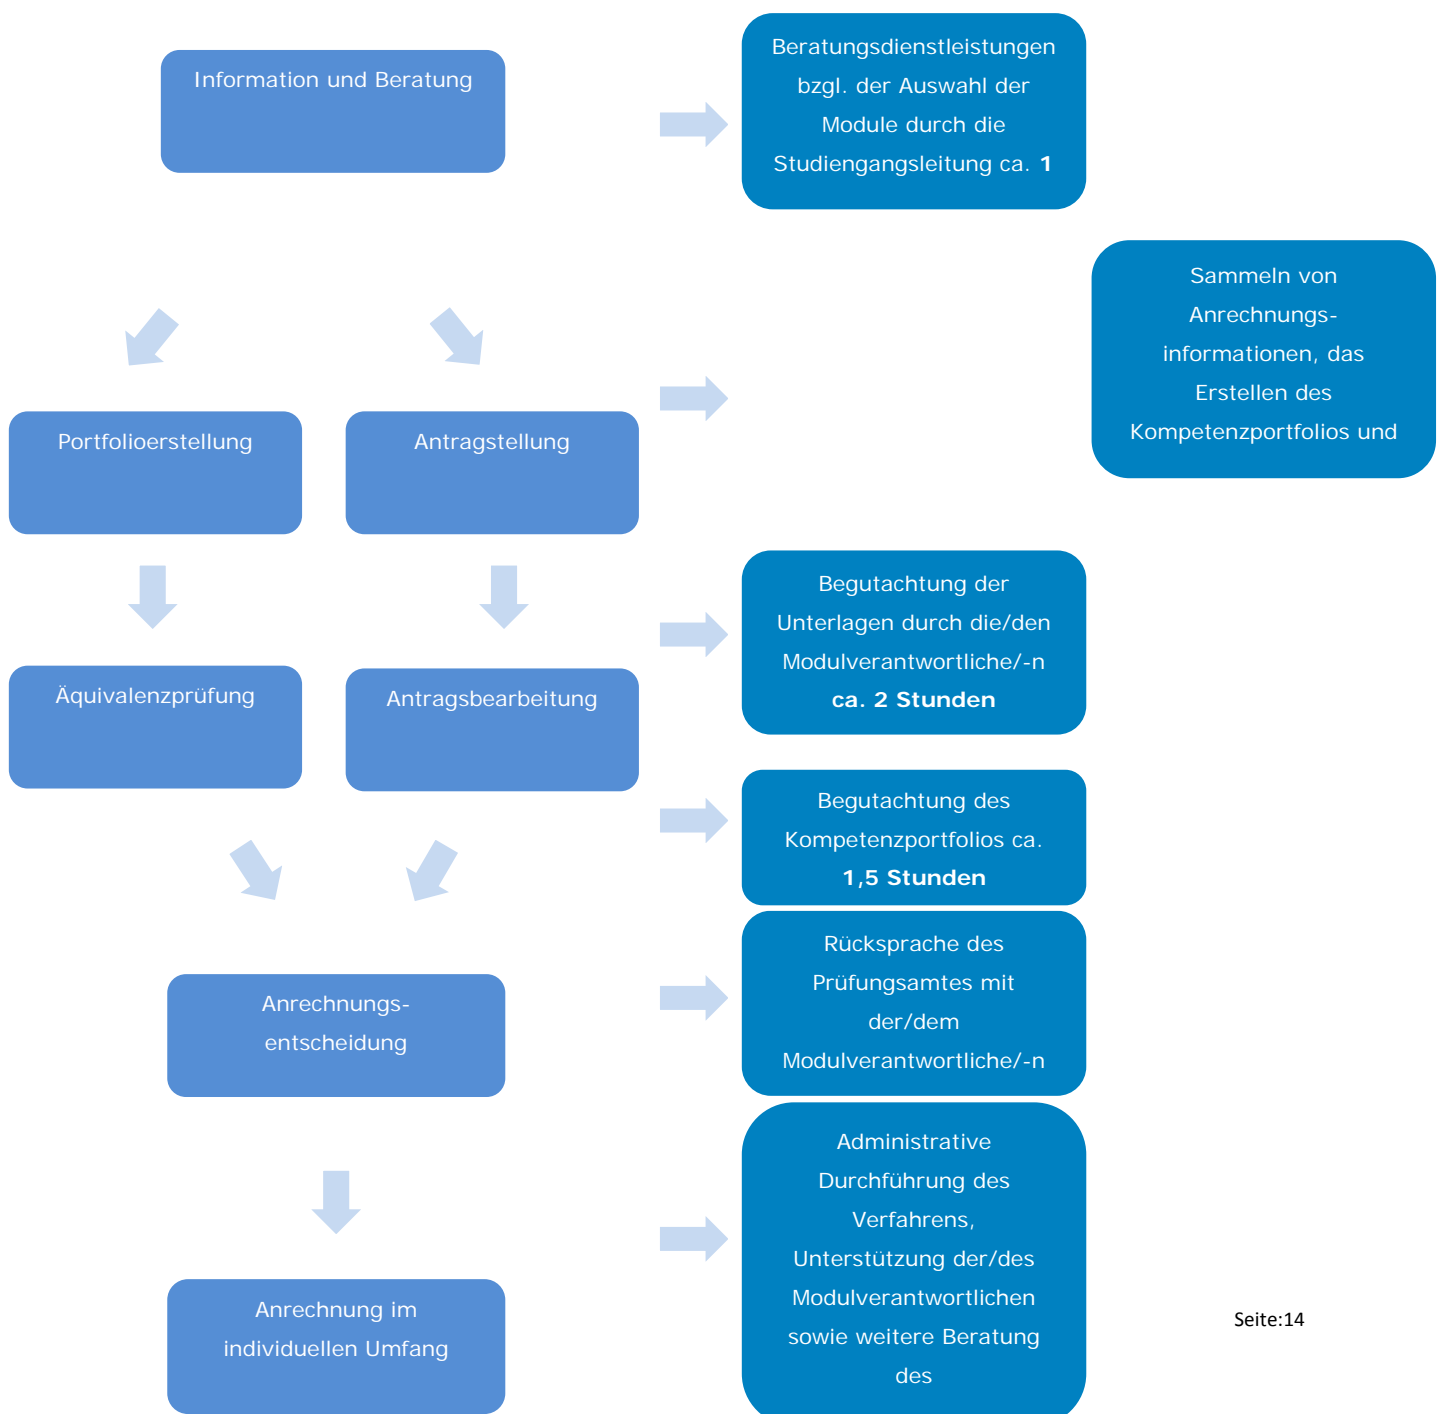 Information und Beratung
Beratungsdienstleistungen
bzgl. der Auswahl der
Module durch die
Studiengangsleitung ca. 1
Sammeln von
Anrechnungs-
informationen, das
Erstellen des
Kompetenzportfolios und
Portfolioerstellung
Antragstellung
Begutachtung der
Unterlagen durch die/den
Modulverantwortliche/-n
ca. 2 Stunden
Äquivalenzprüfung
Antragsbearbeitung
Begutachtung des
Kompetenzportfolios ca.
1,5 Stunden
Rücksprache des
Prüfungsamtes mit
der/dem
Modulverantwortliche/-n
Anrechnungs-
entscheidung
Administrative
Durchführung des
Verfahrens,
Unterstützung der/des
Modulverantwortlichen
sowie weitere Beratung
des
Anrechnung im
individuellen Umfang
Seite:14